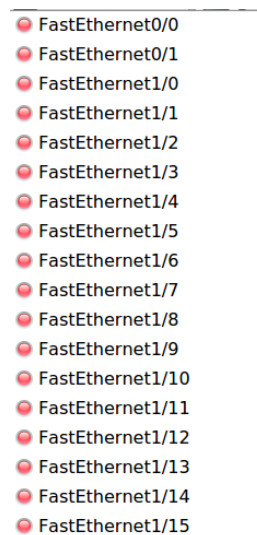 FastEthernet0/0
FastEthernet0/1
FastEthernet1/0
FastEthernet1/1
FastEthernet1/2
FastEthernet1/3
FastEthernet1/4
FastEthernet1/5
FastEthernet1/6
FastEthernet1/7
FastEthernet1/8
FastEthernet1/9
FastEthernet1/10
FastEthernet1/11
FastEthernet1/12
FastEthernet1/13
FastEthernet1/14
FastEthernet1/15